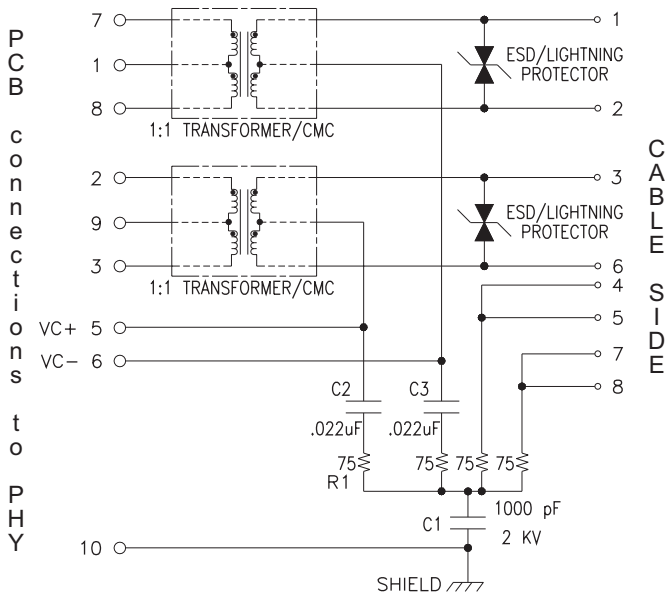 PCB connections to PHY
7
1
8
1:1 TRANSFORMER/CMC
ESD/LIGHTNING
PROTECTOR
1
2
2
9
3
1:1 TRANSFORMER/CMC
ESD/LIGHTNING
PROTECTOR
3
6
4
5
7
8
CABLE SIDE
VC+ 5
VC- 6
C2
.022uF
C3
.022uF
75
R1
75
75
75
C1
1000 pF
2 KV
10
SHIELD